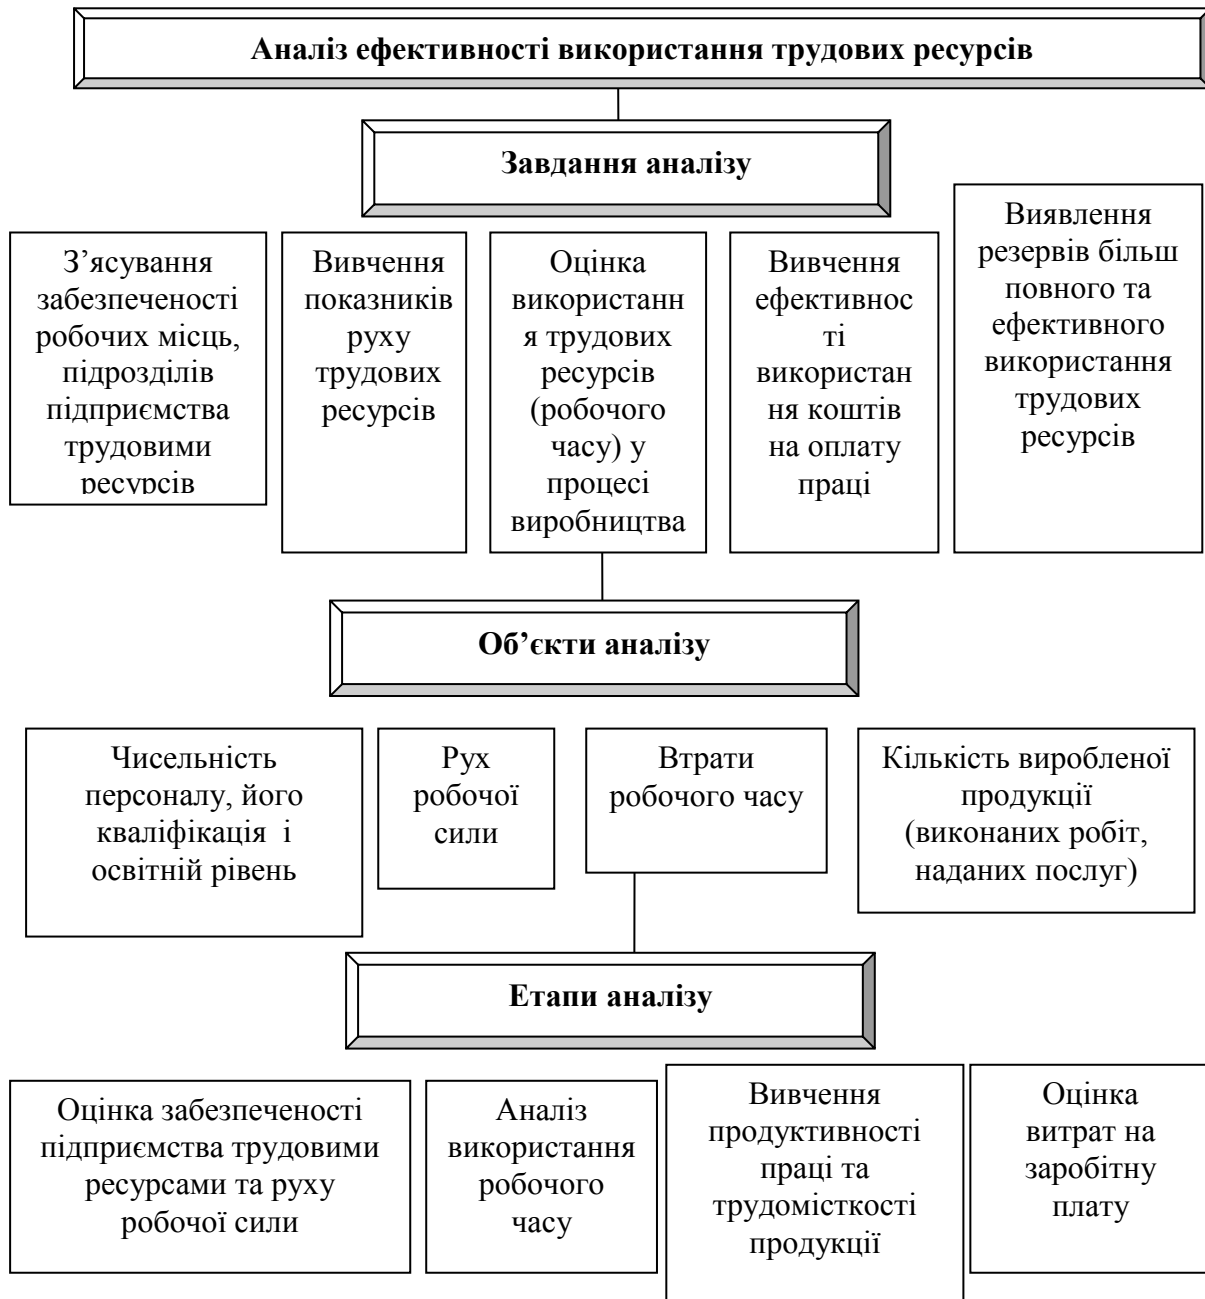 Аналіз ефективності використання трудових ресурсів
Завдання аналізу
З’ясування
забезпеченості
робочих місць,
підрозділів
підприємства
трудовими
ресурсів
Вивчення
показників
руху
трудових
ресурсів
Оцінка
використанн
я трудових
ресурсів
(робочого
часу) у
процесі
виробництва
Вивчення
ефективнос
ті
використан
ня коштів
на оплату
праці
Виявлення
резервів більш
повного та
ефективного
використання
трудових
ресурсів
Об’єкти аналізу
Чисельність
персоналу, його
кваліфікація і
освітній рівень
Рух
робочої
сили
Втрати
робочого часу
Кількість виробленої
продукції
(виконаних робіт,
наданих послуг)
Етапи аналізу
Оцінка забезпеченості
підприємства трудовими
ресурсами та руху
робочої сили
Аналіз
використання
робочого
часу
Вивчення
продуктивності
праці та
трудомісткості
продукції
Оцінка
витрат на
заробітну
плату